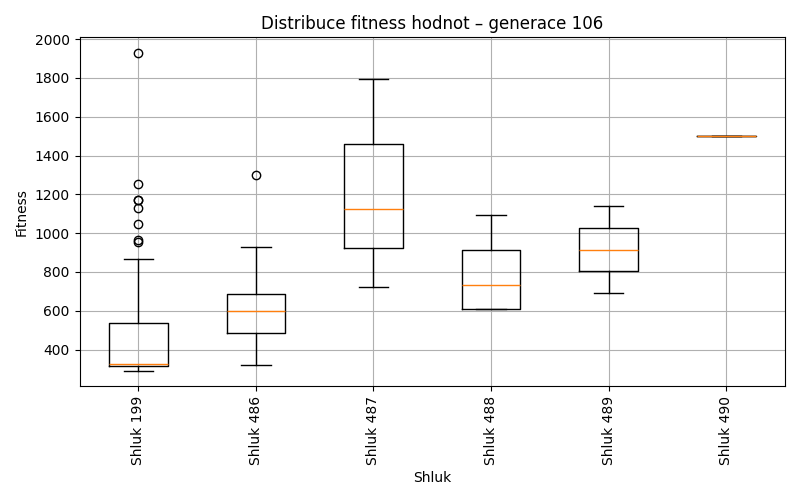 Distribuce fitness hodnot – generace 106
Fitness
2000
1800
1600
1400
1200
1000
800
600
400
Shluk 199
Shluk 486
Shluk 487
Shluk 488
Shluk 489
Shluk 490
Shluk